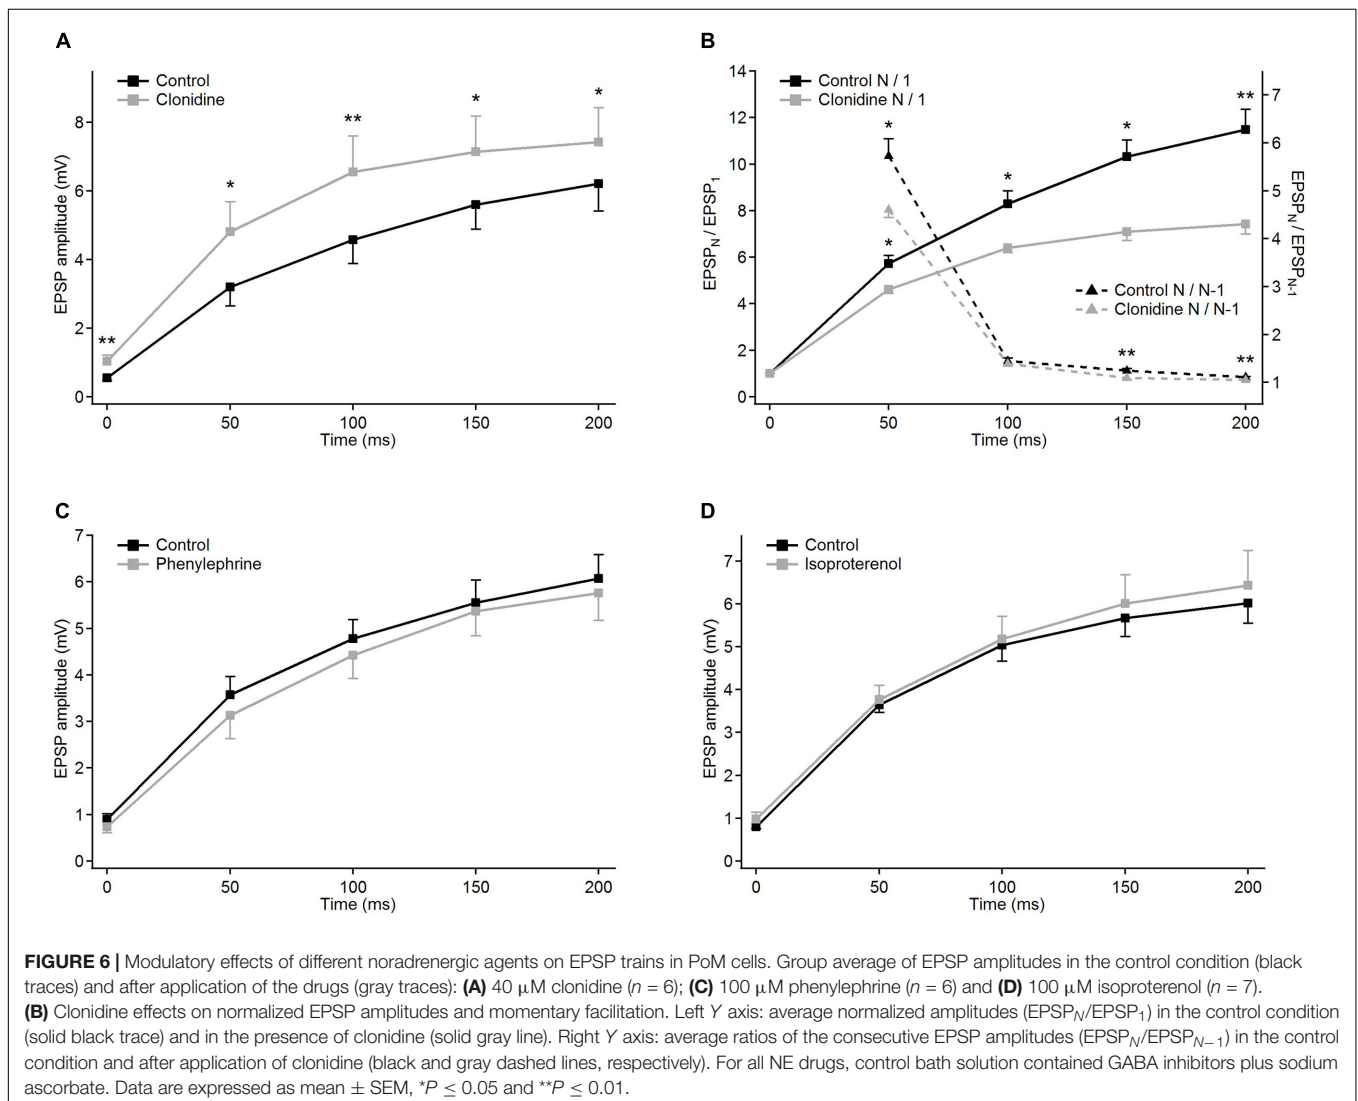 A
Control
Clonidine
EPSP amplitude (mV)
8
6
4
2
0
**
*
**
*
*
0 50 100 150 200
Time (ms)
B
Control N / 1
Clonidine N / 1
EPSP_N / EPSP_1
14
12
10
8
6
4
2
0
*
*
*
*
**
**
**
Control N / N-1
Clonidine N / N-1
7
6
5
4
3
2
1
EPSP_N / EPSP_N-1
0 50 100 150 200
Time (ms)
C
Control
Phenylephrine
EPSP amplitude (mV)
7
6
5
4
3
2
1
0
0 50 100 150 200
Time (ms)
D
Control
Isoproterenol
EPSP amplitude (mV)
7
6
5
4
3
2
1
0
0 50 100 150 200
Time (ms)
FIGURE 6 | Modulatory effects of different noradrenergic agents on EPSP trains in PoM cells. Group average of EPSP amplitudes in the control condition (black
traces) and after application of the drugs (gray traces): (A) 40 μM clonidine (n = 6); (C) 100 μM phenylephrine (n = 6) and (D) 100 μM isoproterenol (n = 7).
(B) Clonidine effects on normalized EPSP amplitudes and momentary facilitation. Left Y axis: average normalized amplitudes (EPSP_N/EPSP_1) in the control condition
(solid black trace) and in the presence of clonidine (solid gray line). Right Y axis: average ratios of the consecutive EPSP amplitudes (EPSP_N/EPSP_N−1) in the control
condition and after application of clonidine (black and gray dashed lines, respectively). For all NE drugs, control bath solution contained GABA inhibitors plus sodium
ascorbate. Data are expressed as mean ± SEM, *P ≤ 0.05 and **P ≤ 0.01.